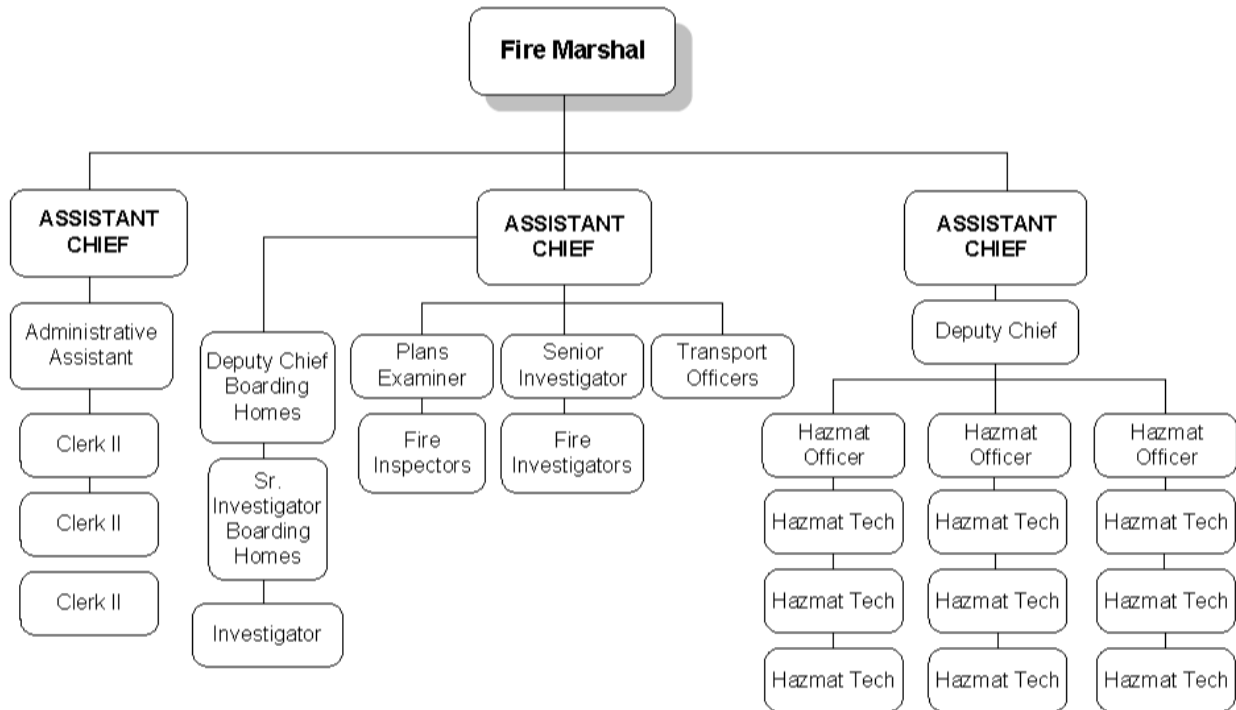 Fire Marshal
ASSISTANT
CHIEF
Administrative
Assistant
Clerk II
Clerk II
Clerk II
ASSISTANT
CHIEF
Deputy Chief
Boarding
Homes
Sr.
Investigator
Boarding
Homes
Investigator
Plans
Examiner
Fire
Inspectors
Senior
Investigator
Fire
Investigators
Transport
Officers
ASSISTANT
CHIEF
Deputy Chief
Hazmat
Officer
Hazmat Tech
Hazmat Tech
Hazmat Tech
Hazmat
Officer
Hazmat Tech
Hazmat Tech
Hazmat Tech
Hazmat
Officer
Hazmat Tech
Hazmat Tech
Hazmat Tech